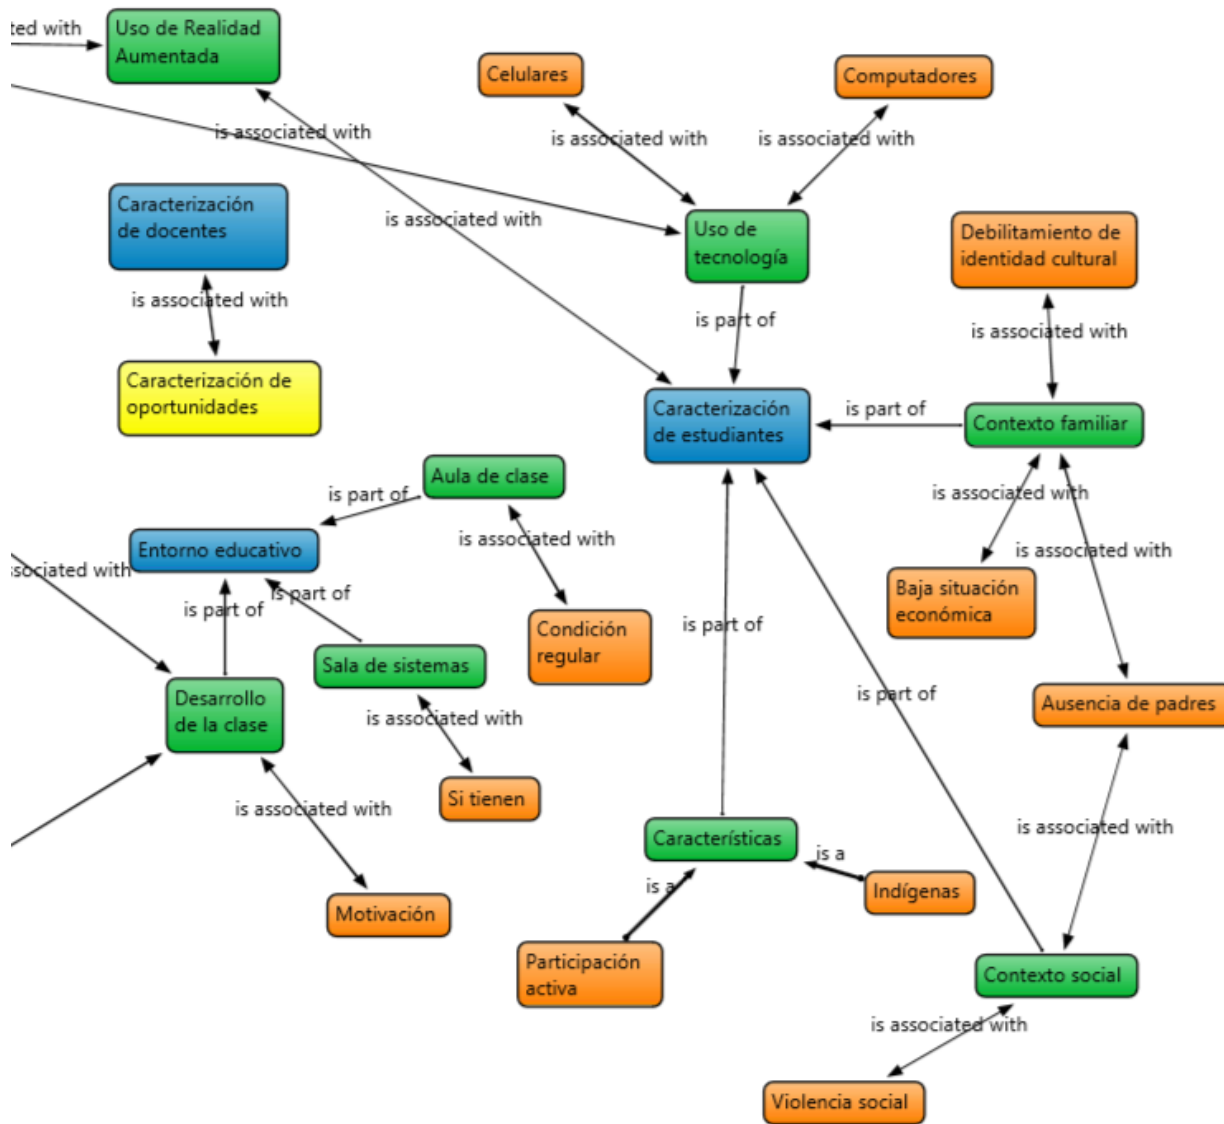 ted with
Uso de Realidad
Aumentada
Celulares
Computadores
is associated with
is associated with
is associated with
Caracterización
de docentes
is associated with
Uso de
tecnología
Debilitamiento de
identidad cultural
is associated with
is part of
is associated with
Caracterización de
oportunidades
Caracterización
de estudiantes
is part of
Contexto familiar
Aula de clase
is part of
is associated with
Entorno educativo
is associated with
is associated with
ssociated with
is part of
is part of
Baja situación
económica
Condición
regular
is part of
Sala de sistemas
Desarrollo
de la clase
is associated with
is part of
Ausencia de padres
Si tienen
is associated with
is associated with
Características
is a
is a
Indígenas
Motivación
Participación
activa
Contexto social
is associated with
Violencia social